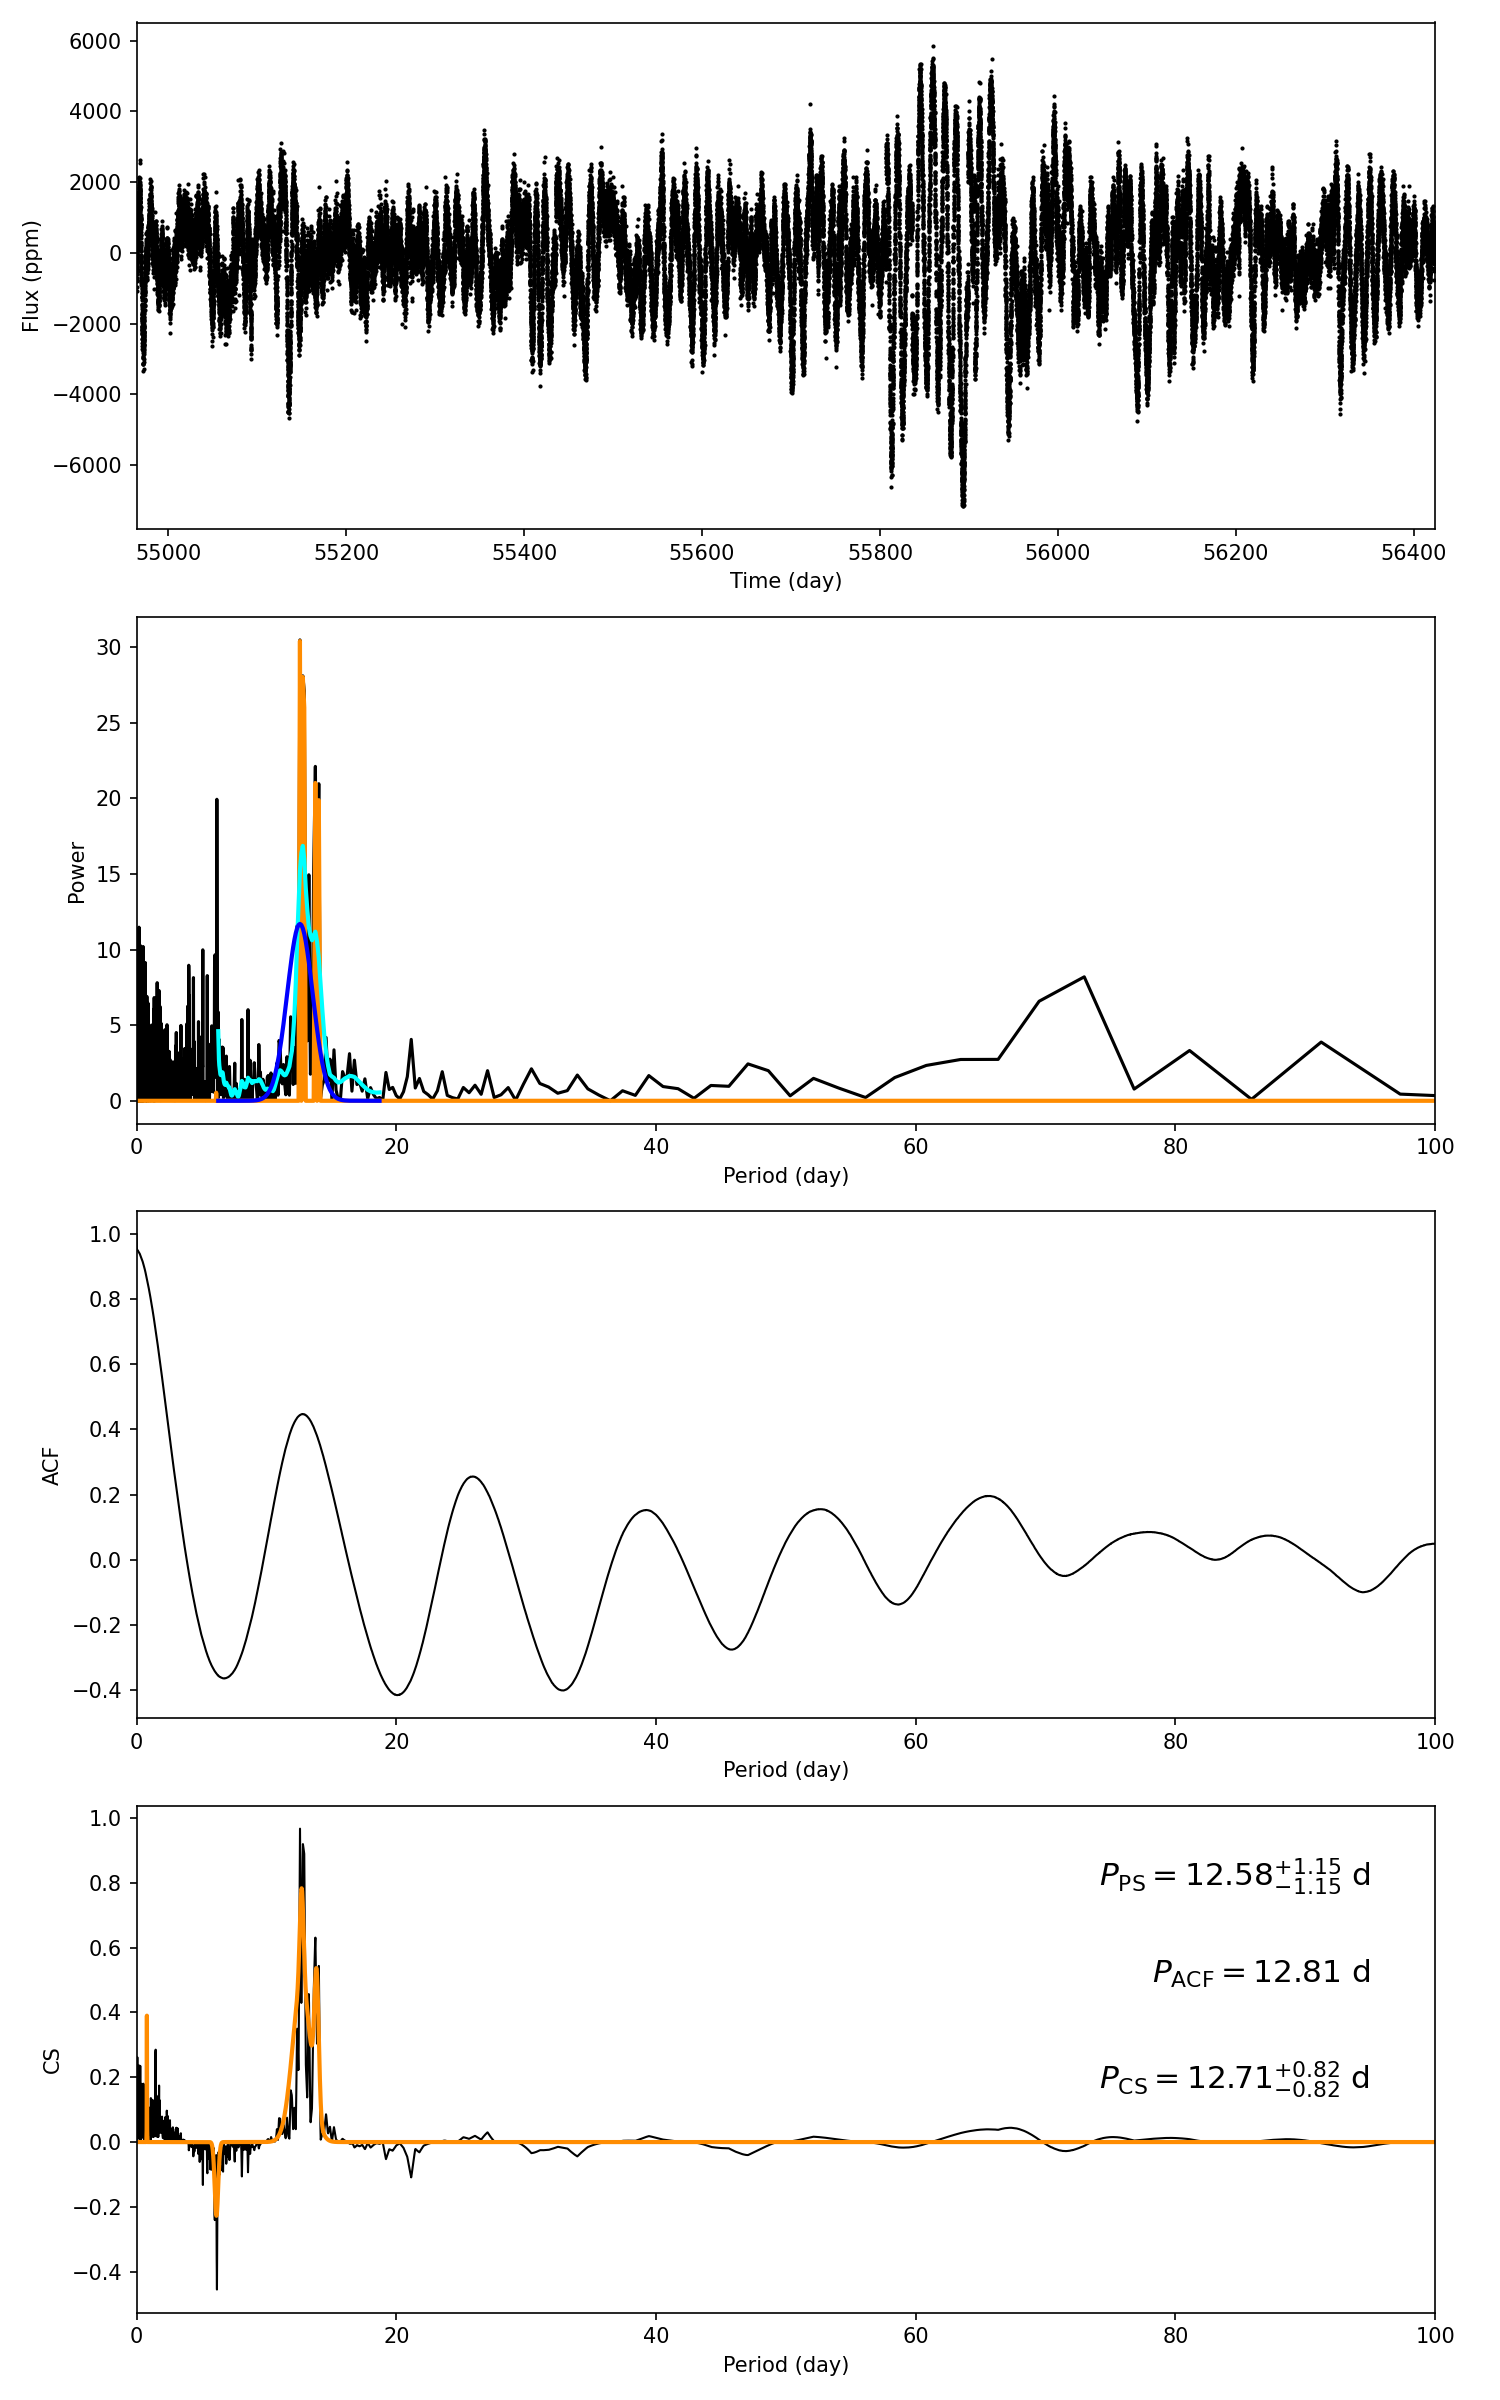 6000
4000
2000
0
−2000
−4000
−6000
Flux (ppm)
55000 55200 55400 55600 55800 56000 56200 56400
Time (day)
30
25
20
15
10
5
0
Power
0 20 40 60 80 100
Period (day)
1.0
0.8
0.6
0.4
0.2
0.0
−0.2
−0.4
ACF
0 20 40 60 80 100
Period (day)
1.0
0.8
0.6
0.4
0.2
0.0
−0.2
−0.4
CS
P_PS = 12.58 +1.15 −1.15 d
P_ACF = 12.81 d
P_CS = 12.71 +0.82 −0.82 d
0 20 40 60 80 100
Period (day)